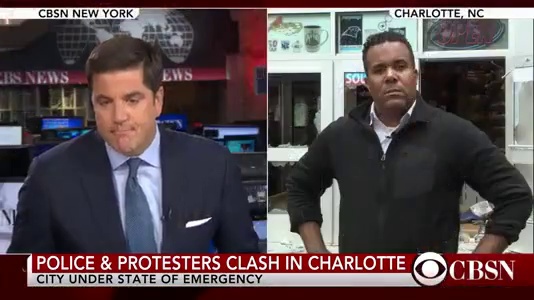 CBSN NEW YORK
CHARLOTTE, NC
CBS NEWS
POLICE & PROTESTERS CLASH IN CHARLOTTE
CITY UNDER STATE OF EMERGENCY
CBSN